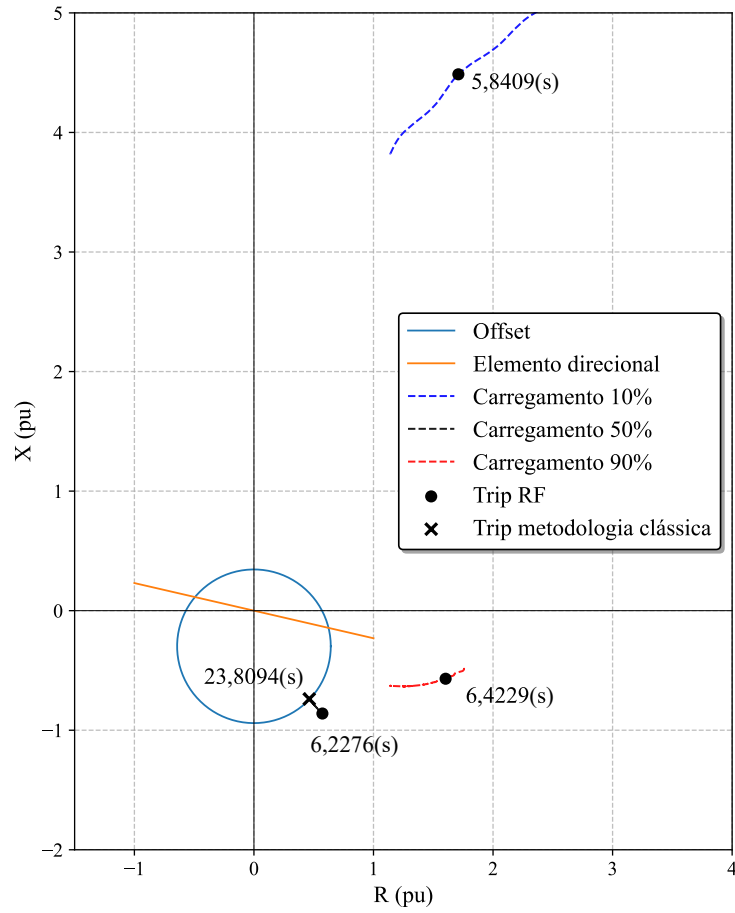 5
5,8409(s)
4
3
Offset
Elemento direcional
2
Carregamento 10%
Carregamento 50%
Carregamento 90%
X (pu)
1
Trip RF
Trip metodologia clássica
0
23,8094(s)
6,4229(s)
−1
6,2276(s)
−2
−1
0
1
2
3
4
R (pu)